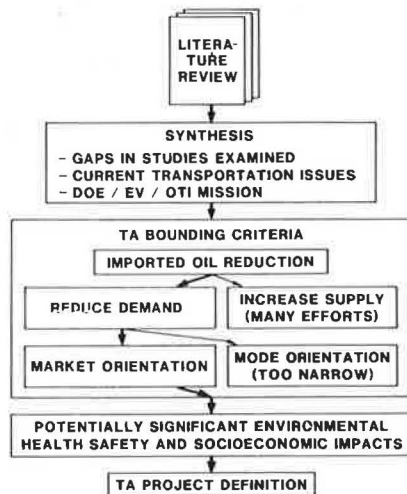 LITERA-
TURE
REVIEW
SYNTHESIS
- GAPS IN STUDIES EXAMINED
- CURRENT TRANSPORTATION ISSUES
- DOE / EV / OTI MISSION
TA BOUNDING CRITERIA
IMPORTED OIL REDUCTION
REDUCE DEMAND
INCREASE SUPPLY
(MANY EFFORTS)
MARKET ORIENTATION
MODE ORIENTATION
(TOO NARROW)
POTENTIALLY SIGNIFICANT ENVIRONMENTAL
HEALTH SAFETY AND SOCIOECONOMIC IMPACTS
TA PROJECT DEFINITION